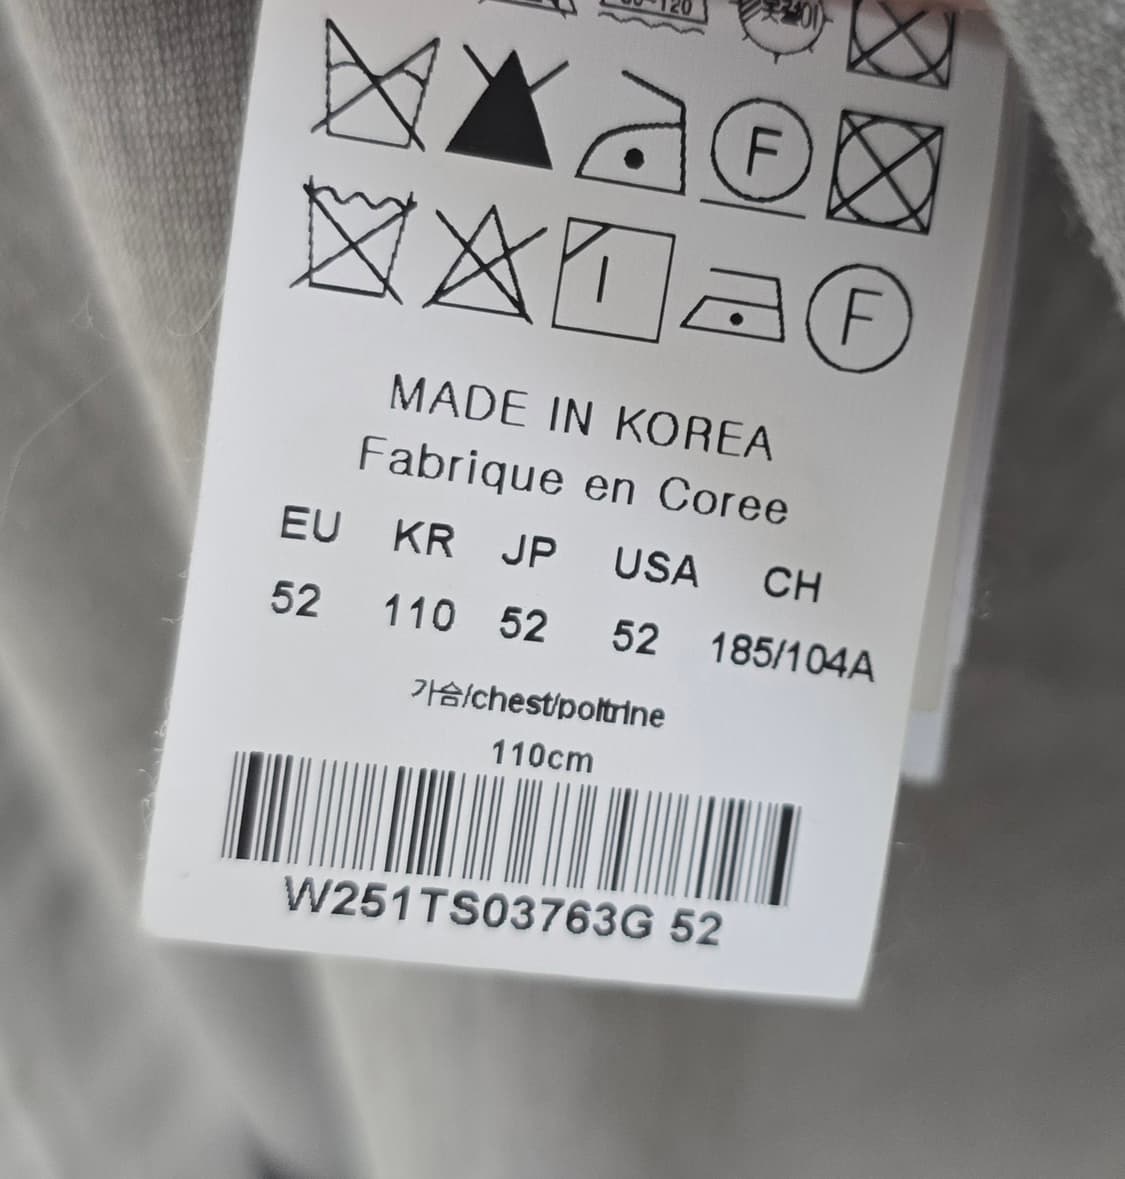 F
I
F
MADE IN KOREA
Fabrique en Coree
EU KR JP USA CH
52 110 52 52 185/104A
가슴/chest/poltrine
110cm
W251TS03763G 52